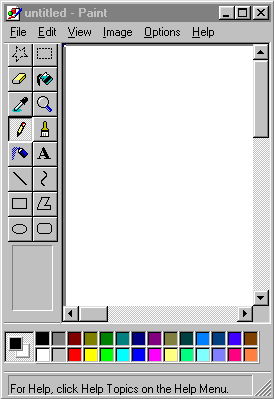 untitled - Paint
File Edit View Image Options Help
A
For Help, click Help Topics on the Help Menu.